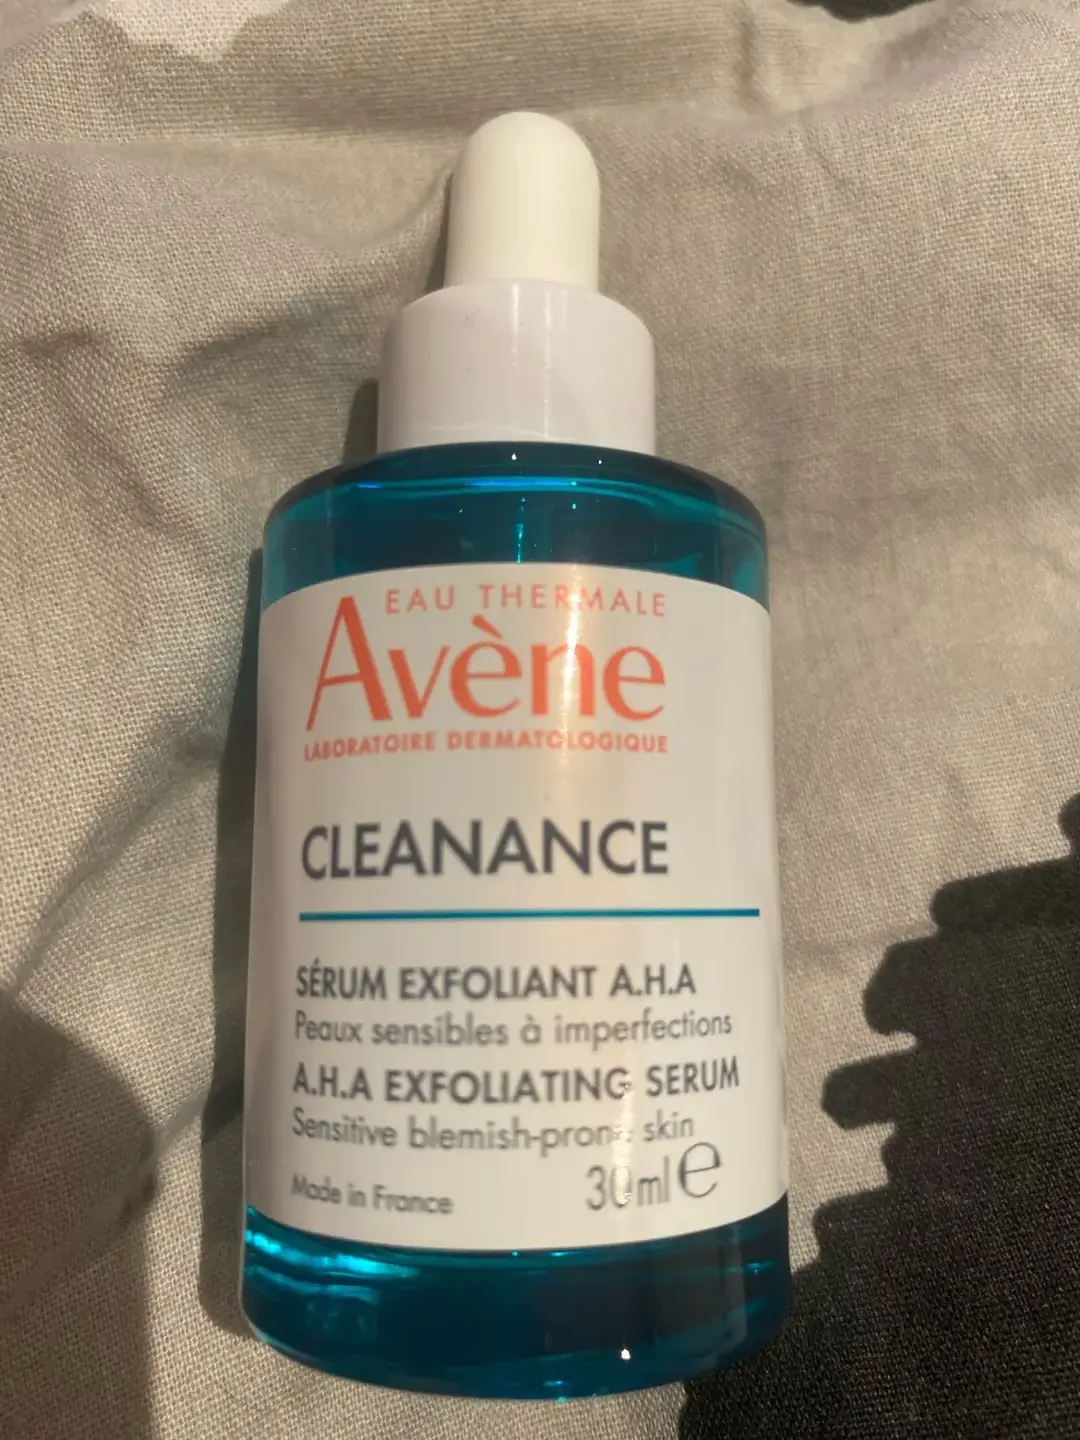 EAU THERMALE
Avène
LABORATOIRE DERMATOLOGIQUE
CLEANANCE
SÉRUM EXFOLIANT A.H.A
Peaux sensibles à imperfections
A.H.A EXFOLIATING SERUM
Sensitive blemish-prone skin
Made in France 30ml e